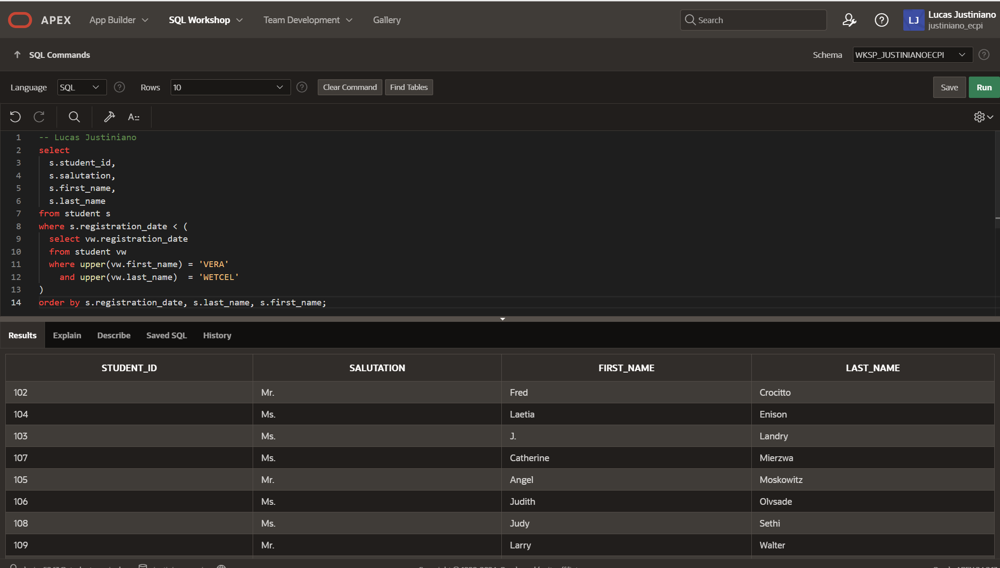 APEX App Builder SQL Workshop Team Development Gallery Search LJ Lucas Justiniano
justiniano_ecpi
SQL Commands Schema WKSP_JUSTINIANOECPI
Language SQL Rows 10 Clear Command Find Tables Save Run
1 -- Lucas Justiniano
2 select
3 s.student_id,
4 s.salutation,
5 s.first_name,
6 s.last_name
7 from student s
8 where s.registration_date < (
9 select vw.registration_date
10 from student vw
11 where upper(vw.first_name) = 'VERA'
12 and upper(vw.last_name) = 'WETCEL'
13 )
14 order by s.registration_date, s.last_name, s.first_name;
Results Explain Describe Saved SQL History
STUDENT_ID SALUTATION FIRST_NAME LAST_NAME
102 Mr. Fred Crocitto
104 Ms. Laetia Enison
103 Ms. J. Landry
107 Ms. Catherine Mierzwa
105 Mr. Angel Moskowitz
106 Ms. Judith Olvsade
108 Ms. Judy Sethi
109 Mr. Larry Walter